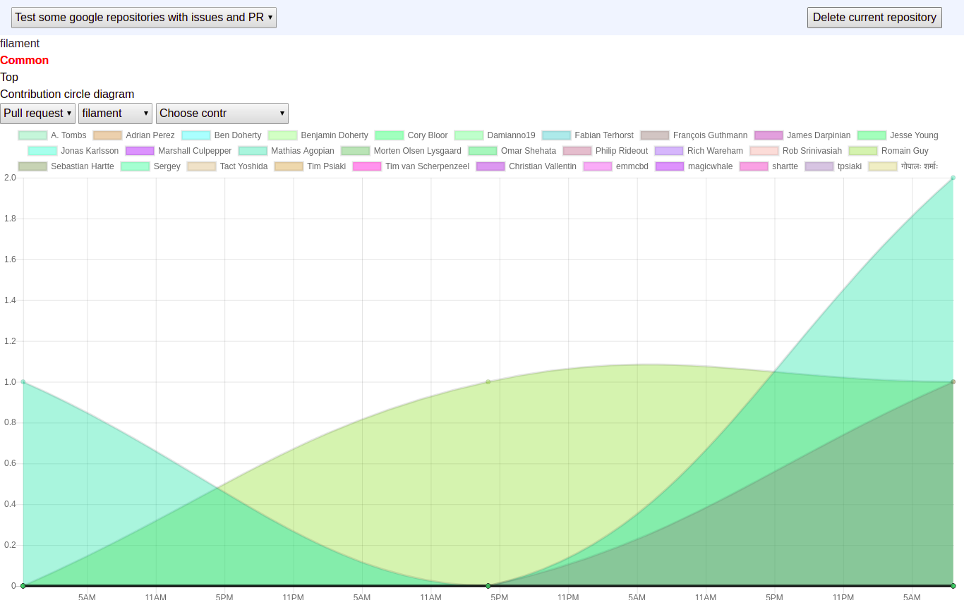 Test some google repositories with issues and PR Delete current repository
filament
Common
Top
Contribution circle diagram
Pull request filament Choose contr
A. Tombs Adrian Perez Ben Doherty Benjamin Doherty Cory Bloor Damianno19 Fabian Terhorst François Guthmann James Darpinian Jesse Young
Jonas Karlsson Marshall Culpepper Mathias Agopian Morten Olsen Lysgaard Omar Shehata Philip Rideout Rich Wareham Rob Srinivasiah Romain Guy
Sebastian Hartte Sergey Tact Yoshida Tim Psiaki Tim van Scherpenzeel Christian Vallentin emmcbd magicwhale shartte tpsiaki गोपालः शर्माः
2.0
1.8
1.6
1.4
1.2
1.0
0.8
0.6
0.4
0.2
0
5AM 11AM 5PM 11PM 5AM 11AM 5PM 11PM 5AM 11AM 5PM 11PM 5AM